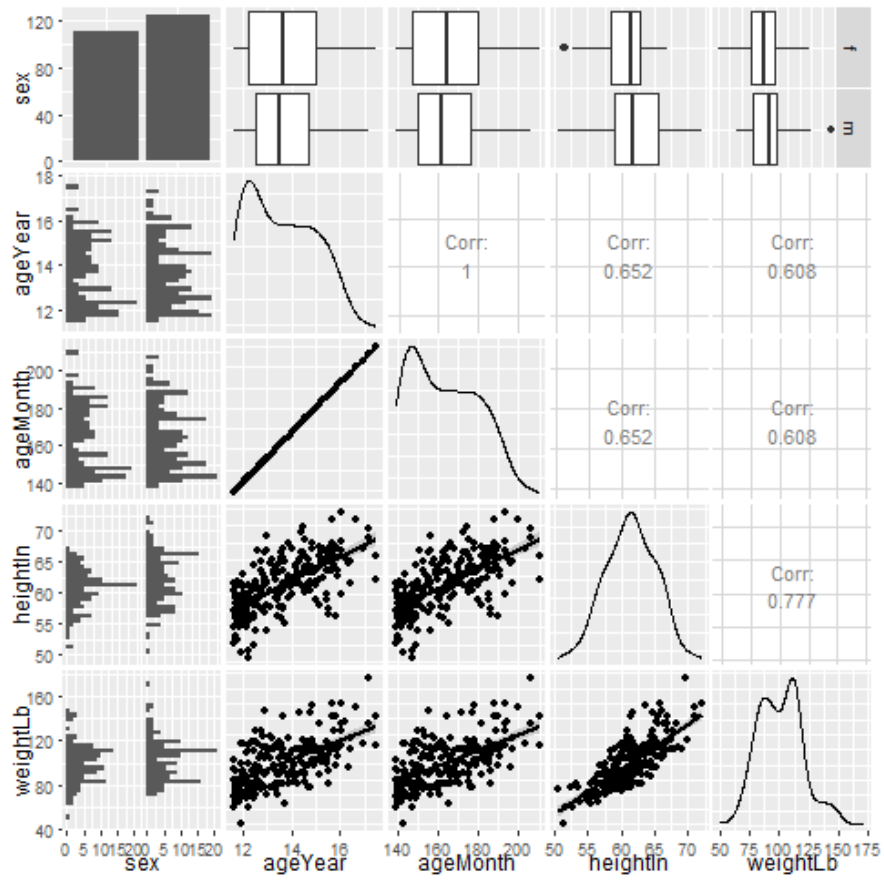 sex
120
80
40
0
f
m
ageYear
18
16
14
12
Corr:
1
Corr:
0.652
Corr:
0.608
ageMonth
200
180
160
140
Corr:
0.652
Corr:
0.608
heightIn
70
65
60
55
50
Corr:
0.777
weightLb
160
120
80
40
0 5 10 15 20 0 5 10 15 20
12 14 16
140 160 180 200
50 55 60 65 70
50 75 100 125 150 175
sex ageYear ageMonth heightIn weightLb